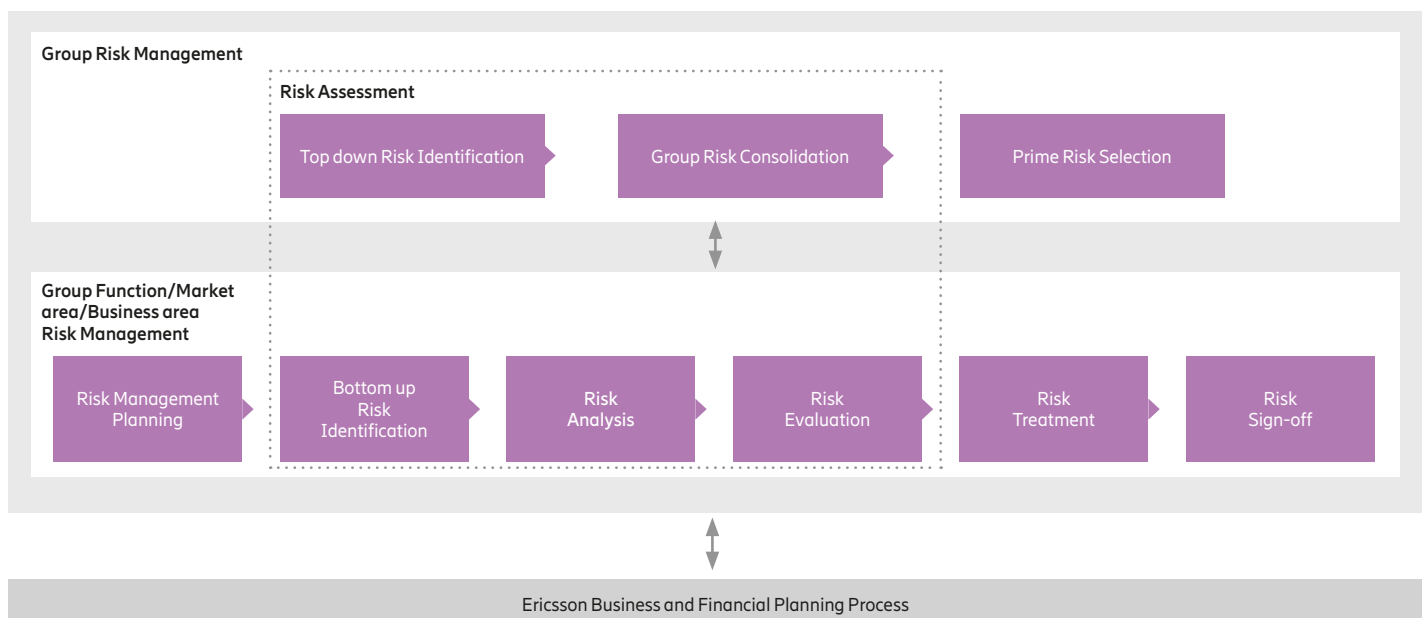 Group Risk Management
Risk Assessment
Top down Risk Identification
Group Risk Consolidation
Prime Risk Selection
Group Function/Market
area/Business area
Risk Management
Risk Management
Planning
Bottom up
Risk
Identification
Risk
Analysis
Risk
Evaluation
Risk
Treatment
Risk
Sign-off
Ericsson Business and Financial Planning Process